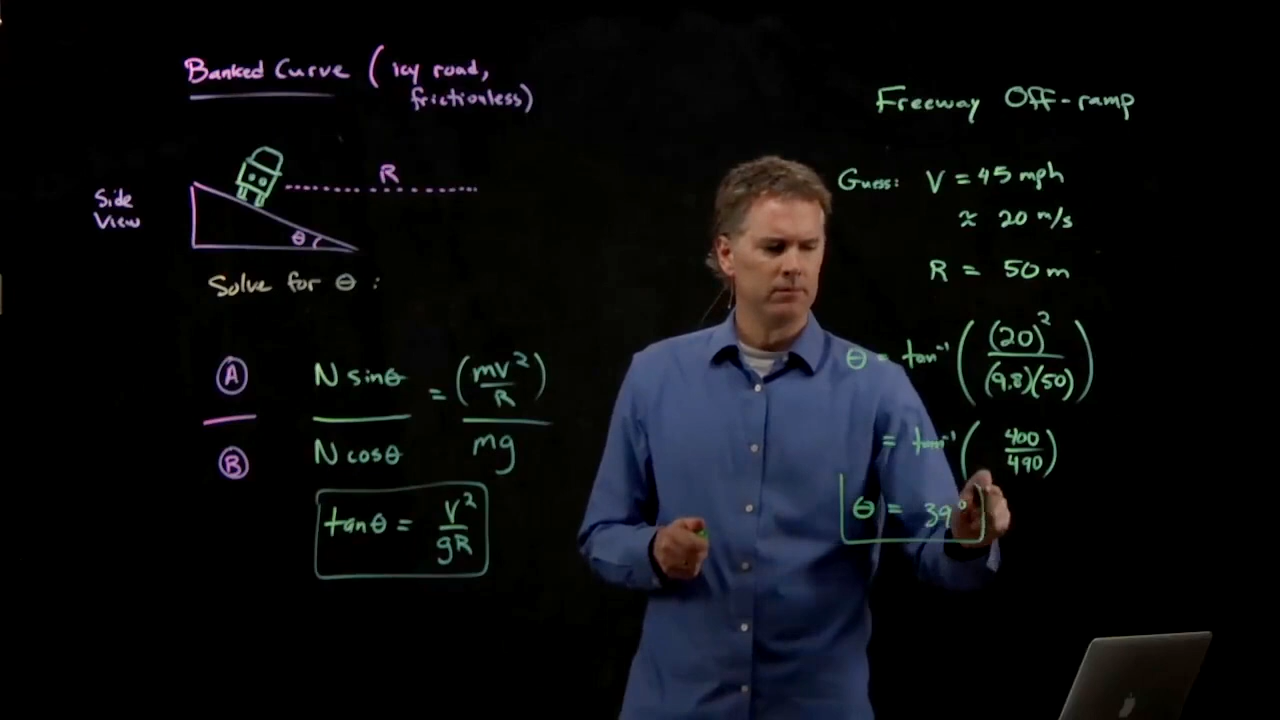 Banked Curve (icy road,
frictionless)
R
Side
View
θ
Solve for θ :
A N sinθ = (mv²/R)
B N cosθ mg
tanθ = v²/gR
Freeway Off-ramp
Guess: V = 45 mph
≈ 20 m/s
R = 50 m
θ = tan⁻¹ ((20)²/(9.8)(50))
= tan⁻¹ (400/490)
θ = 39°